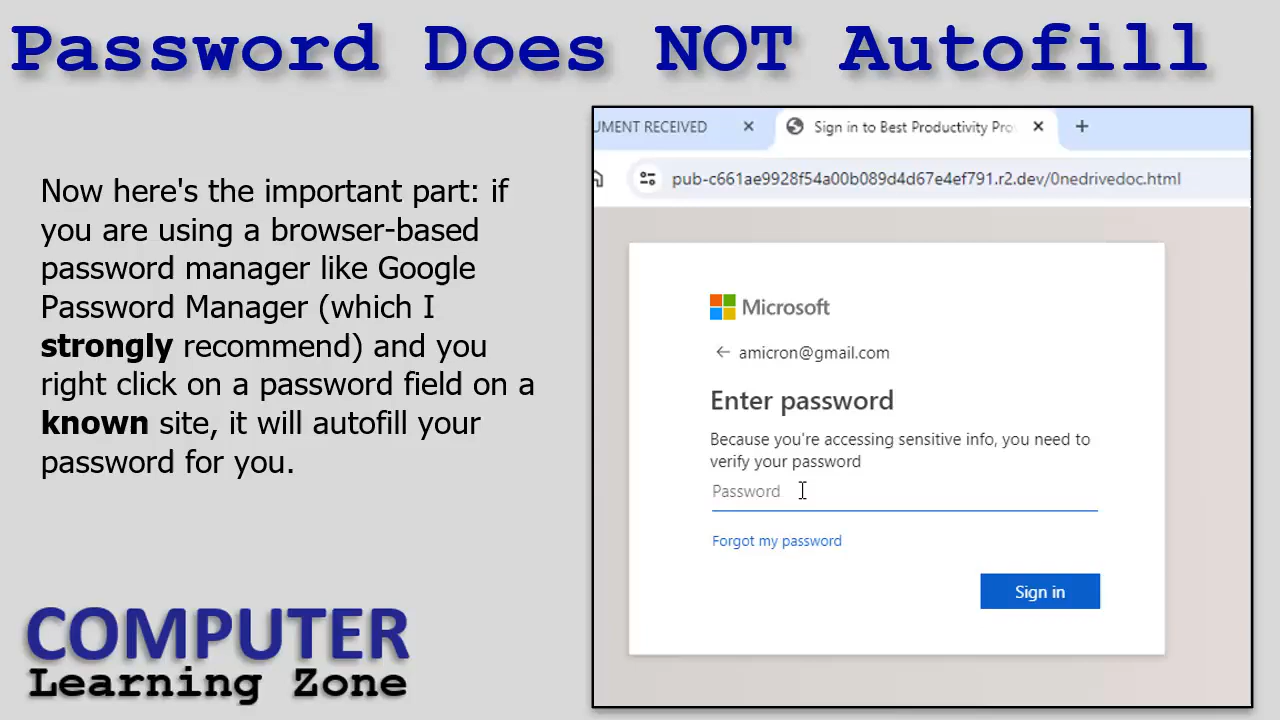 Password Does NOT Autofill
Now here's the important part: if
you are using a browser-based
password manager like Google
Password Manager (which I
strongly recommend) and you
right click on a password field on a
known site, it will autofill your
password for you.
COMPUTER
Learning Zone
UMENT RECEIVED
Sign in to Best Productivity Pro
pub-c661ae9928f54a00b089d4d67e4ef791.r2.dev/0nedrivedoc.html
Microsoft
← amicron@gmail.com
Enter password
Because you're accessing sensitive info, you need to
verify your password
Password
Forgot my password
Sign in